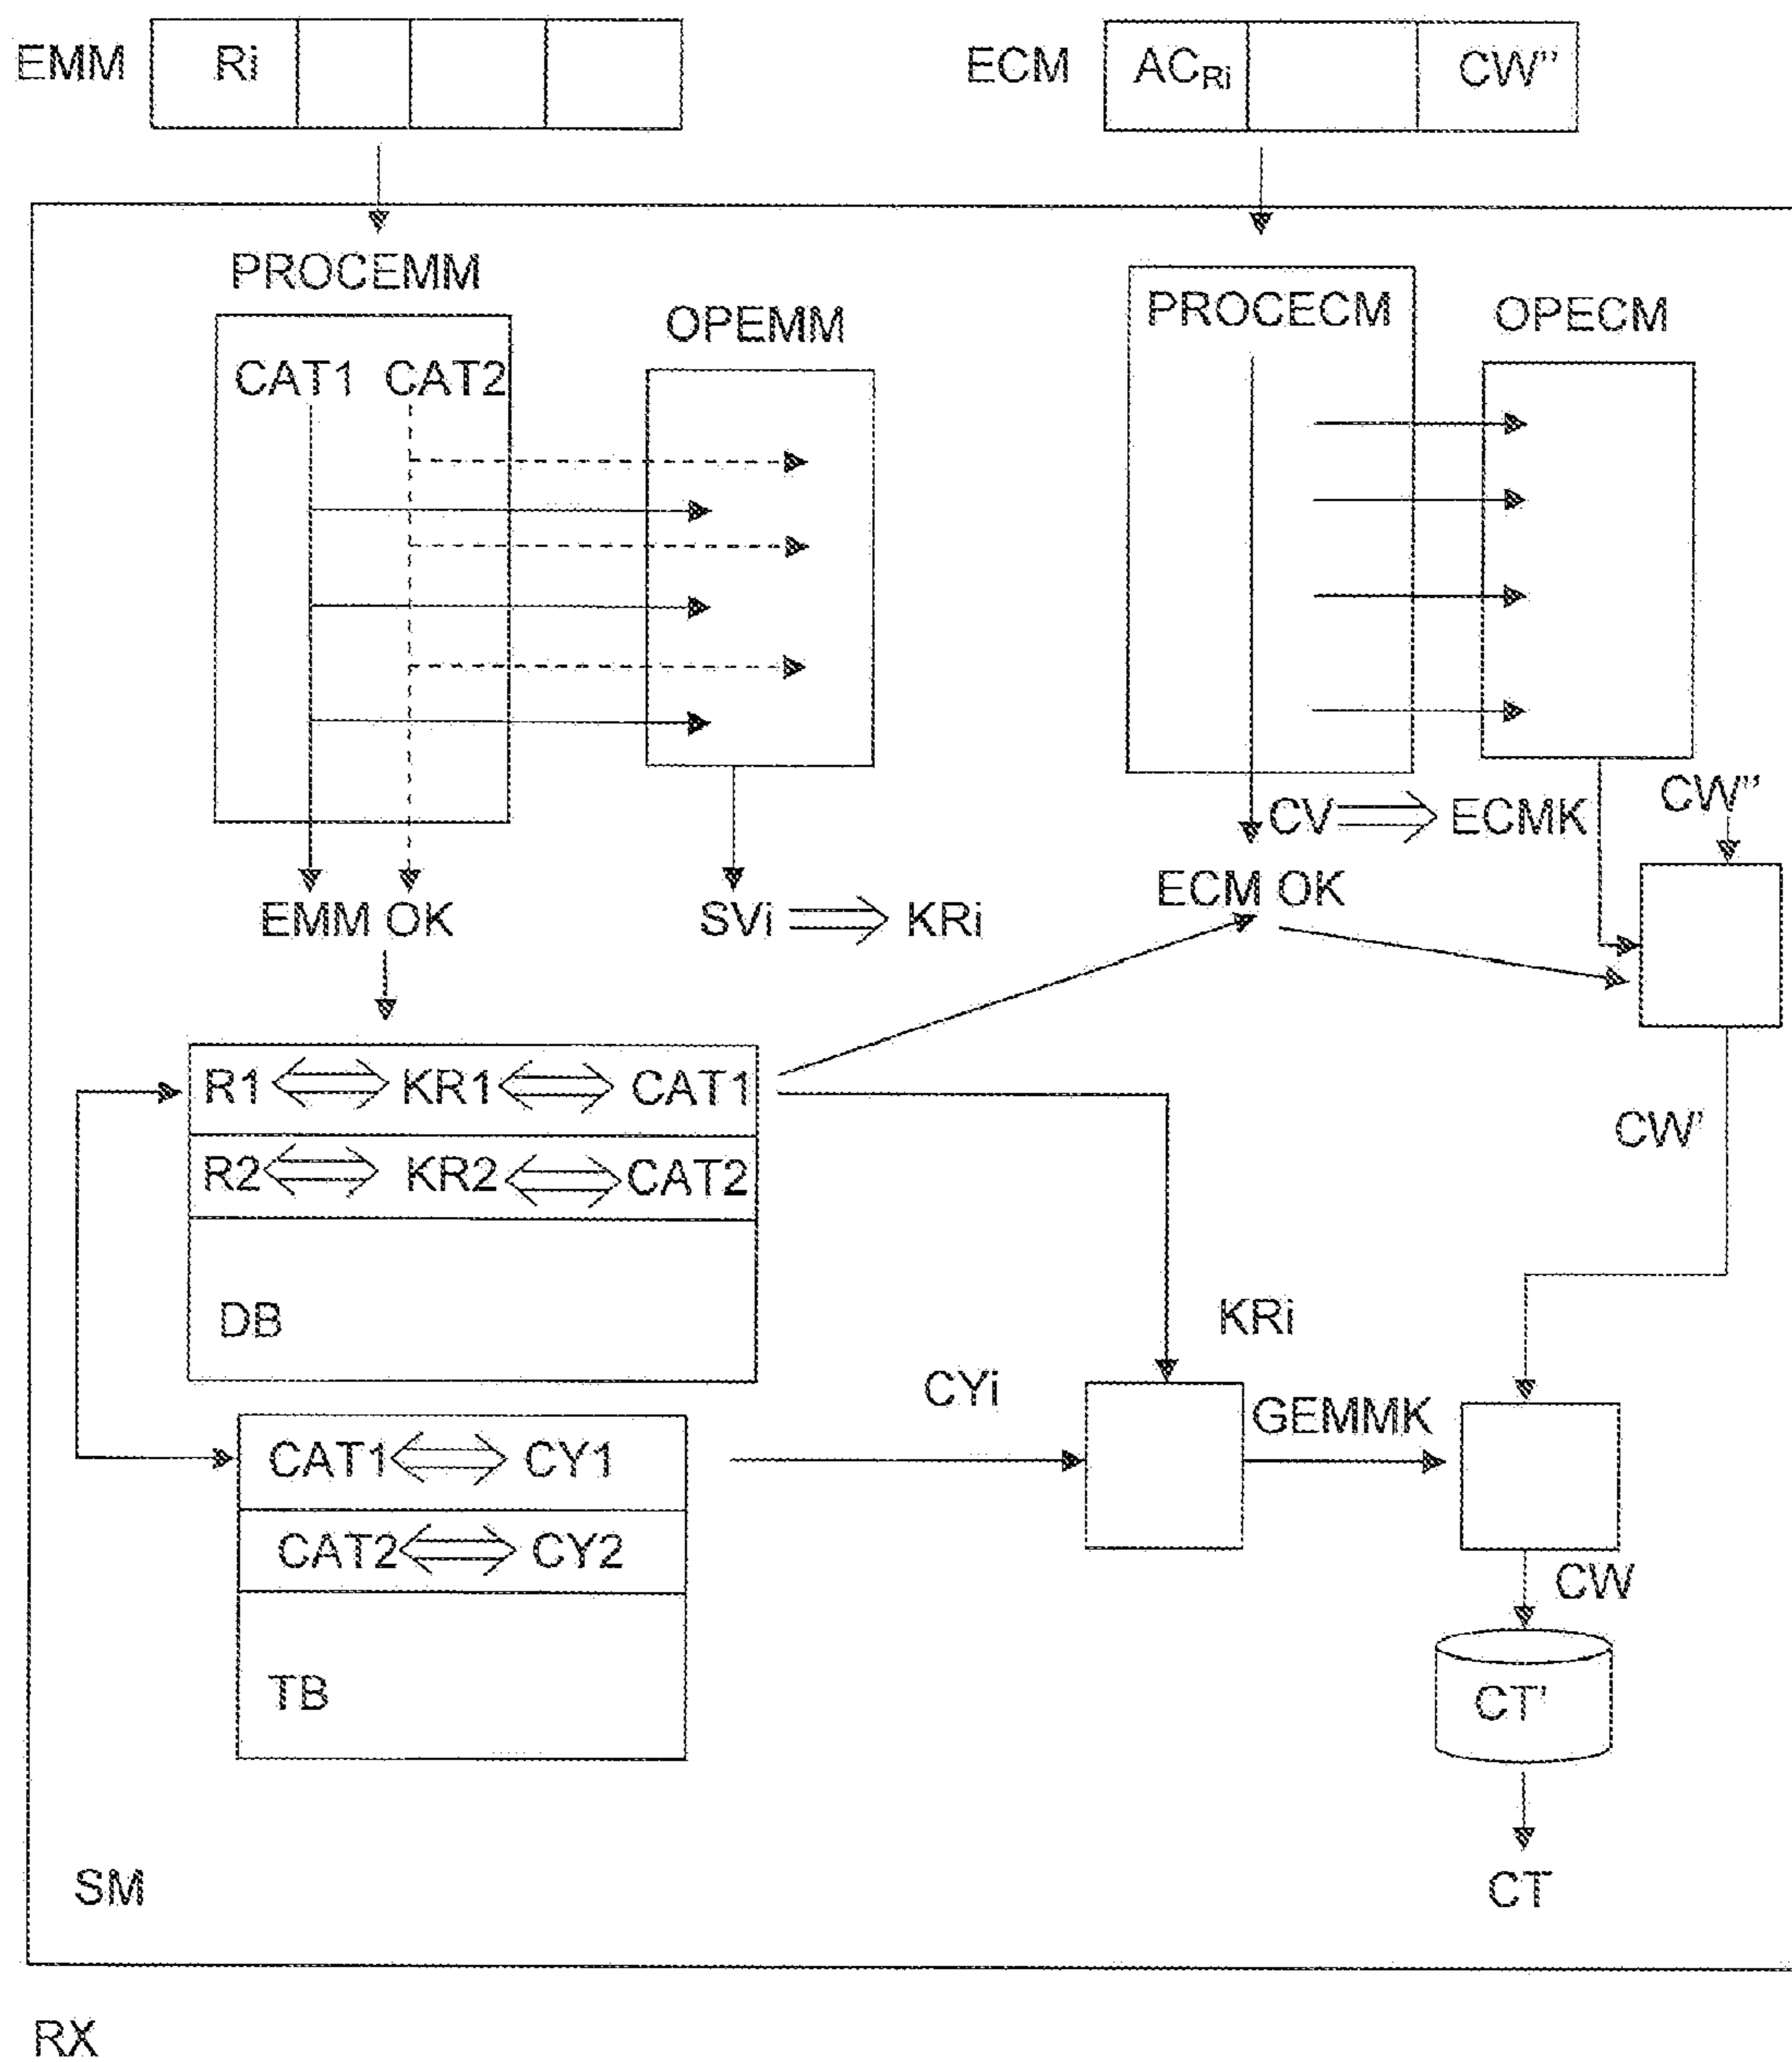 EMM Ri
ECM ACRi CW''
PROCEMM
CAT1 CAT2
OPEMM
PROCECM
OPECM
EMM OK
SVi KRi
CV ECMK
CW''
ECM OK
R1 KR1 CAT1
R2 KR2 CAT2
DB
CW'
KRi
CYi
GEMMK
CAT1 CY1
CAT2 CY2
TB
CW
CT'
CT
SM
RX